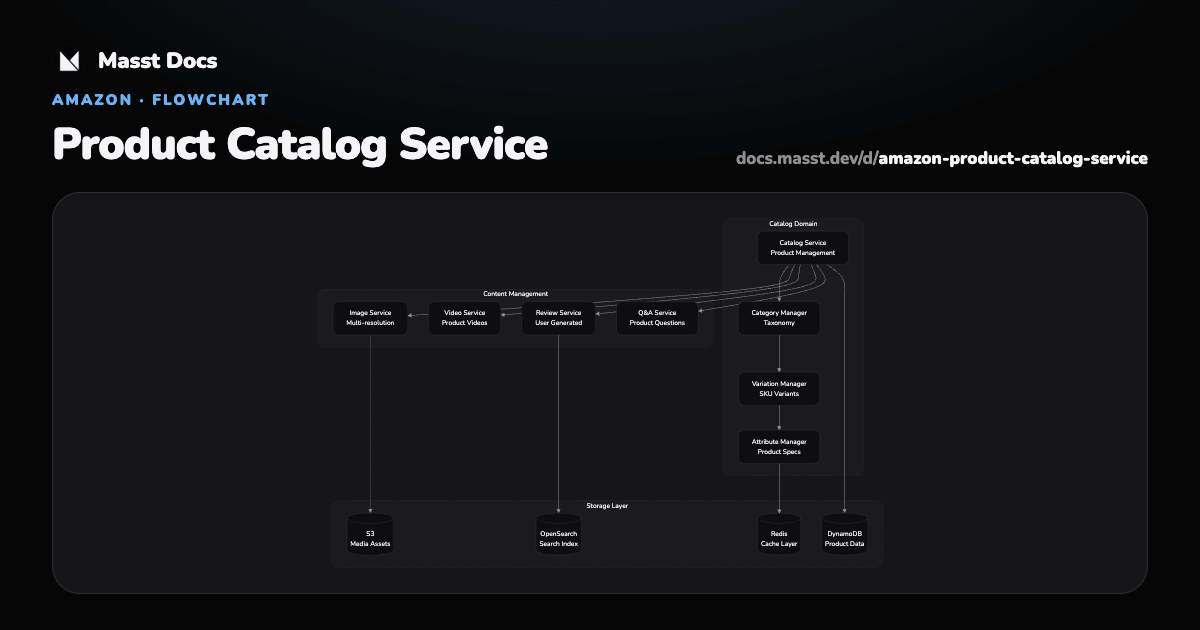 Masst Docs
AMAZON · FLOWCHART
Product Catalog Service
docs.masst.dev/d/amazon-product-catalog-service
Catalog Domain
Catalog Service
Product Management
Content Management
Image Service
Multi-resolution
Video Service
Product Videos
Review Service
User Generated
Q&A Service
Product Questions
Category Manager
Taxonomy
Variation Manager
SKU Variants
Attribute Manager
Product Specs
Storage Layer
S3
Media Assets
OpenSearch
Search Index
Redis
Cache Layer
DynamoDB
Product Data